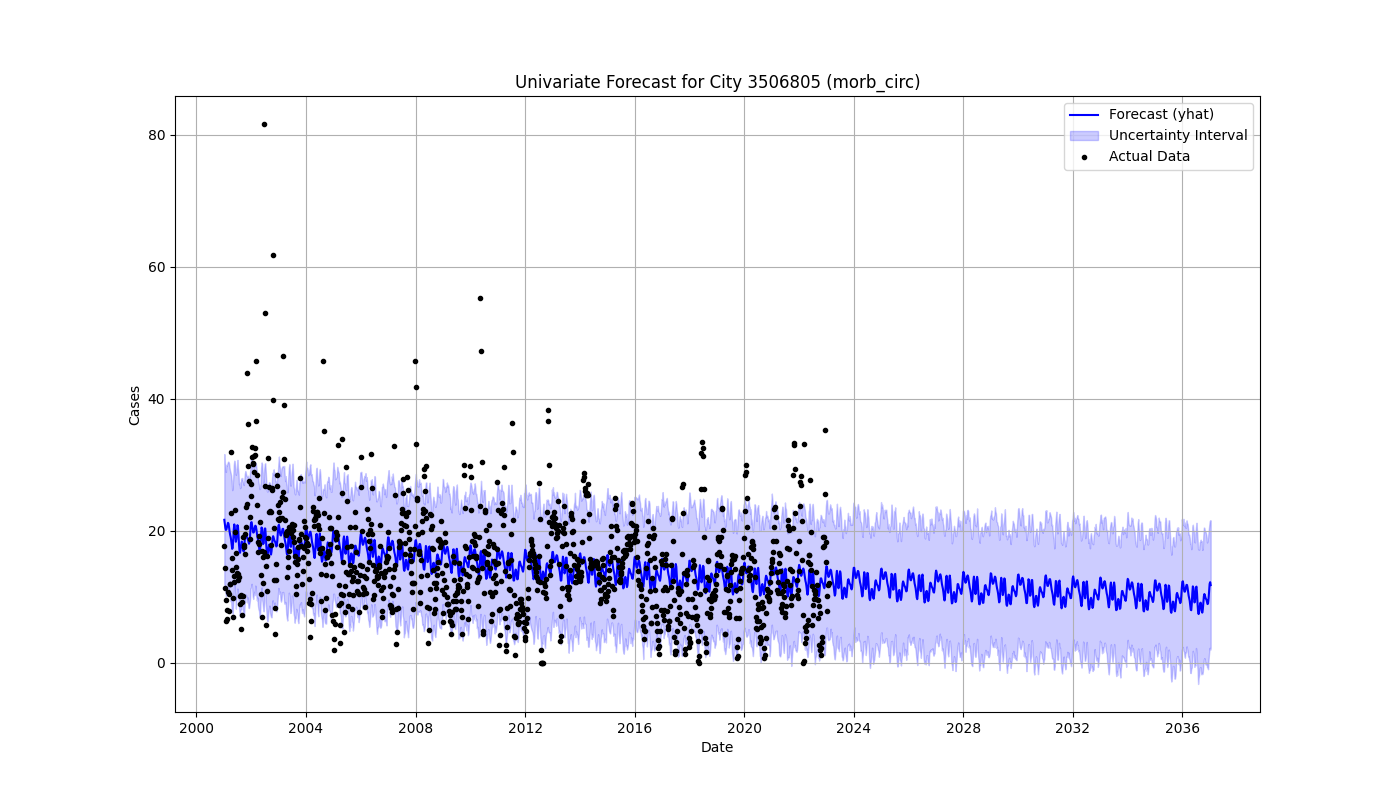 Univariate Forecast for City 3506805 (morb_circ)
Forecast (yhat)
Uncertainty Interval
Actual Data
80
60
40
20
0
Cases
2000 2004 2008 2012 2016 2020 2024 2028 2032 2036
Date